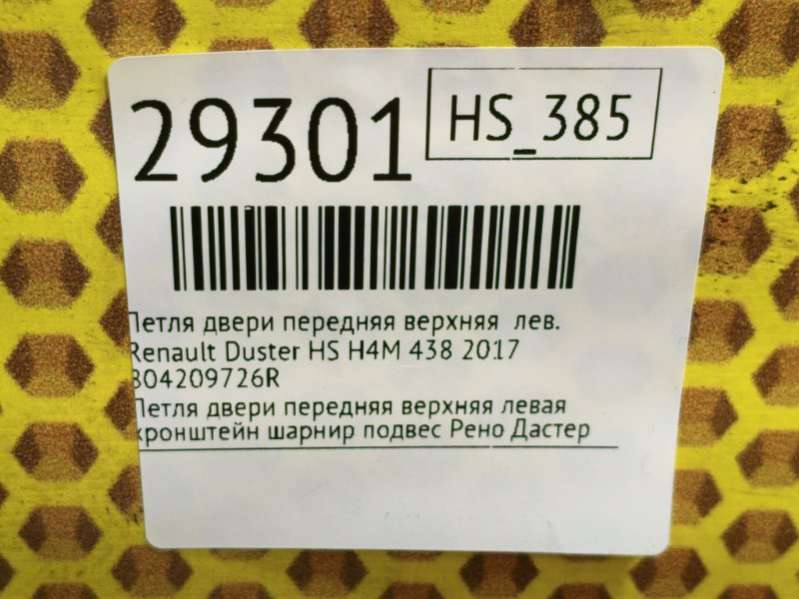 29301
HS_385
Петля двери передняя верхняя лев.
Renault Duster HS H4M 438 2017
804209726R
Петля двери передняя верхняя левая
кронштейн шарнир подвес Рено Дастер